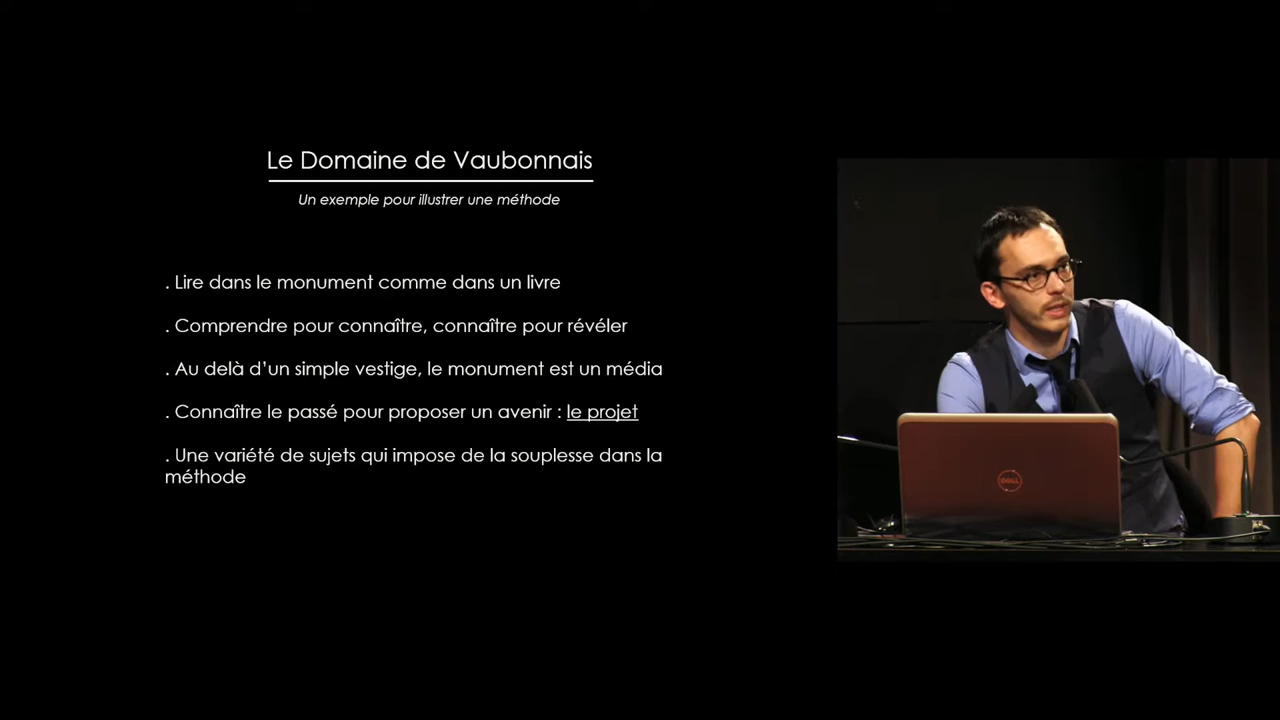 Le Domaine de Vaubonnais
Un exemple pour illustrer une méthode
. Lire dans le monument comme dans un livre
. Comprendre pour connaître, connaître pour révéler
. Au delà d'un simple vestige, le monument est un média
. Connaître le passé pour proposer un avenir : le projet
. Une variété de sujets qui impose de la souplesse dans la
méthode
DELL